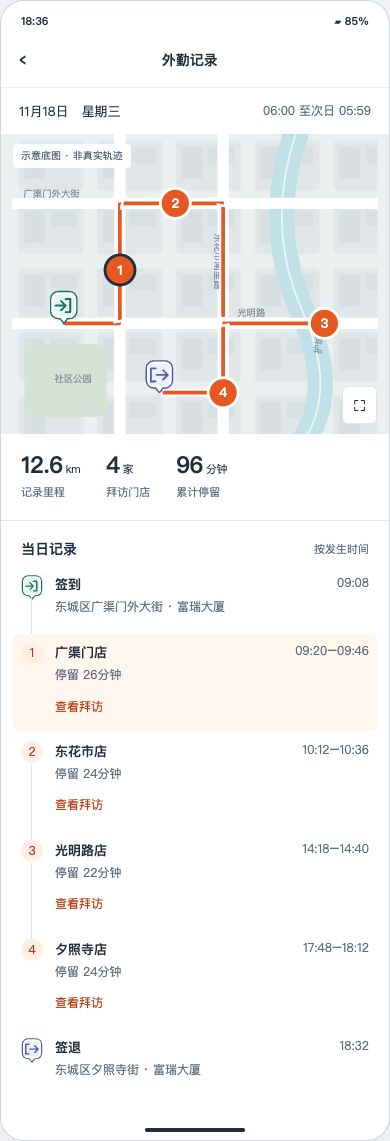 18:36
85%
外勤记录
11月18日 星期三
06:00 至次日 05:59
示意底图 · 非真实轨迹
广渠门外大街
2
1
光明路
3
社区公园
4
12.6 km
记录里程
4 家
拜访门店
96 分钟
累计停留
当日记录
按发生时间
签到
09:08
东城区广渠门外大街 · 富瑞大厦
1
广渠门店
09:20—09:46
停留 26分钟
查看拜访
2
东花市店
10:12—10:36
停留 24分钟
查看拜访
3
光明路店
14:18—14:40
停留 22分钟
查看拜访
4
夕照寺店
17:48—18:12
停留 24分钟
查看拜访
签退
18:32
东城区夕照寺街 · 富瑞大厦